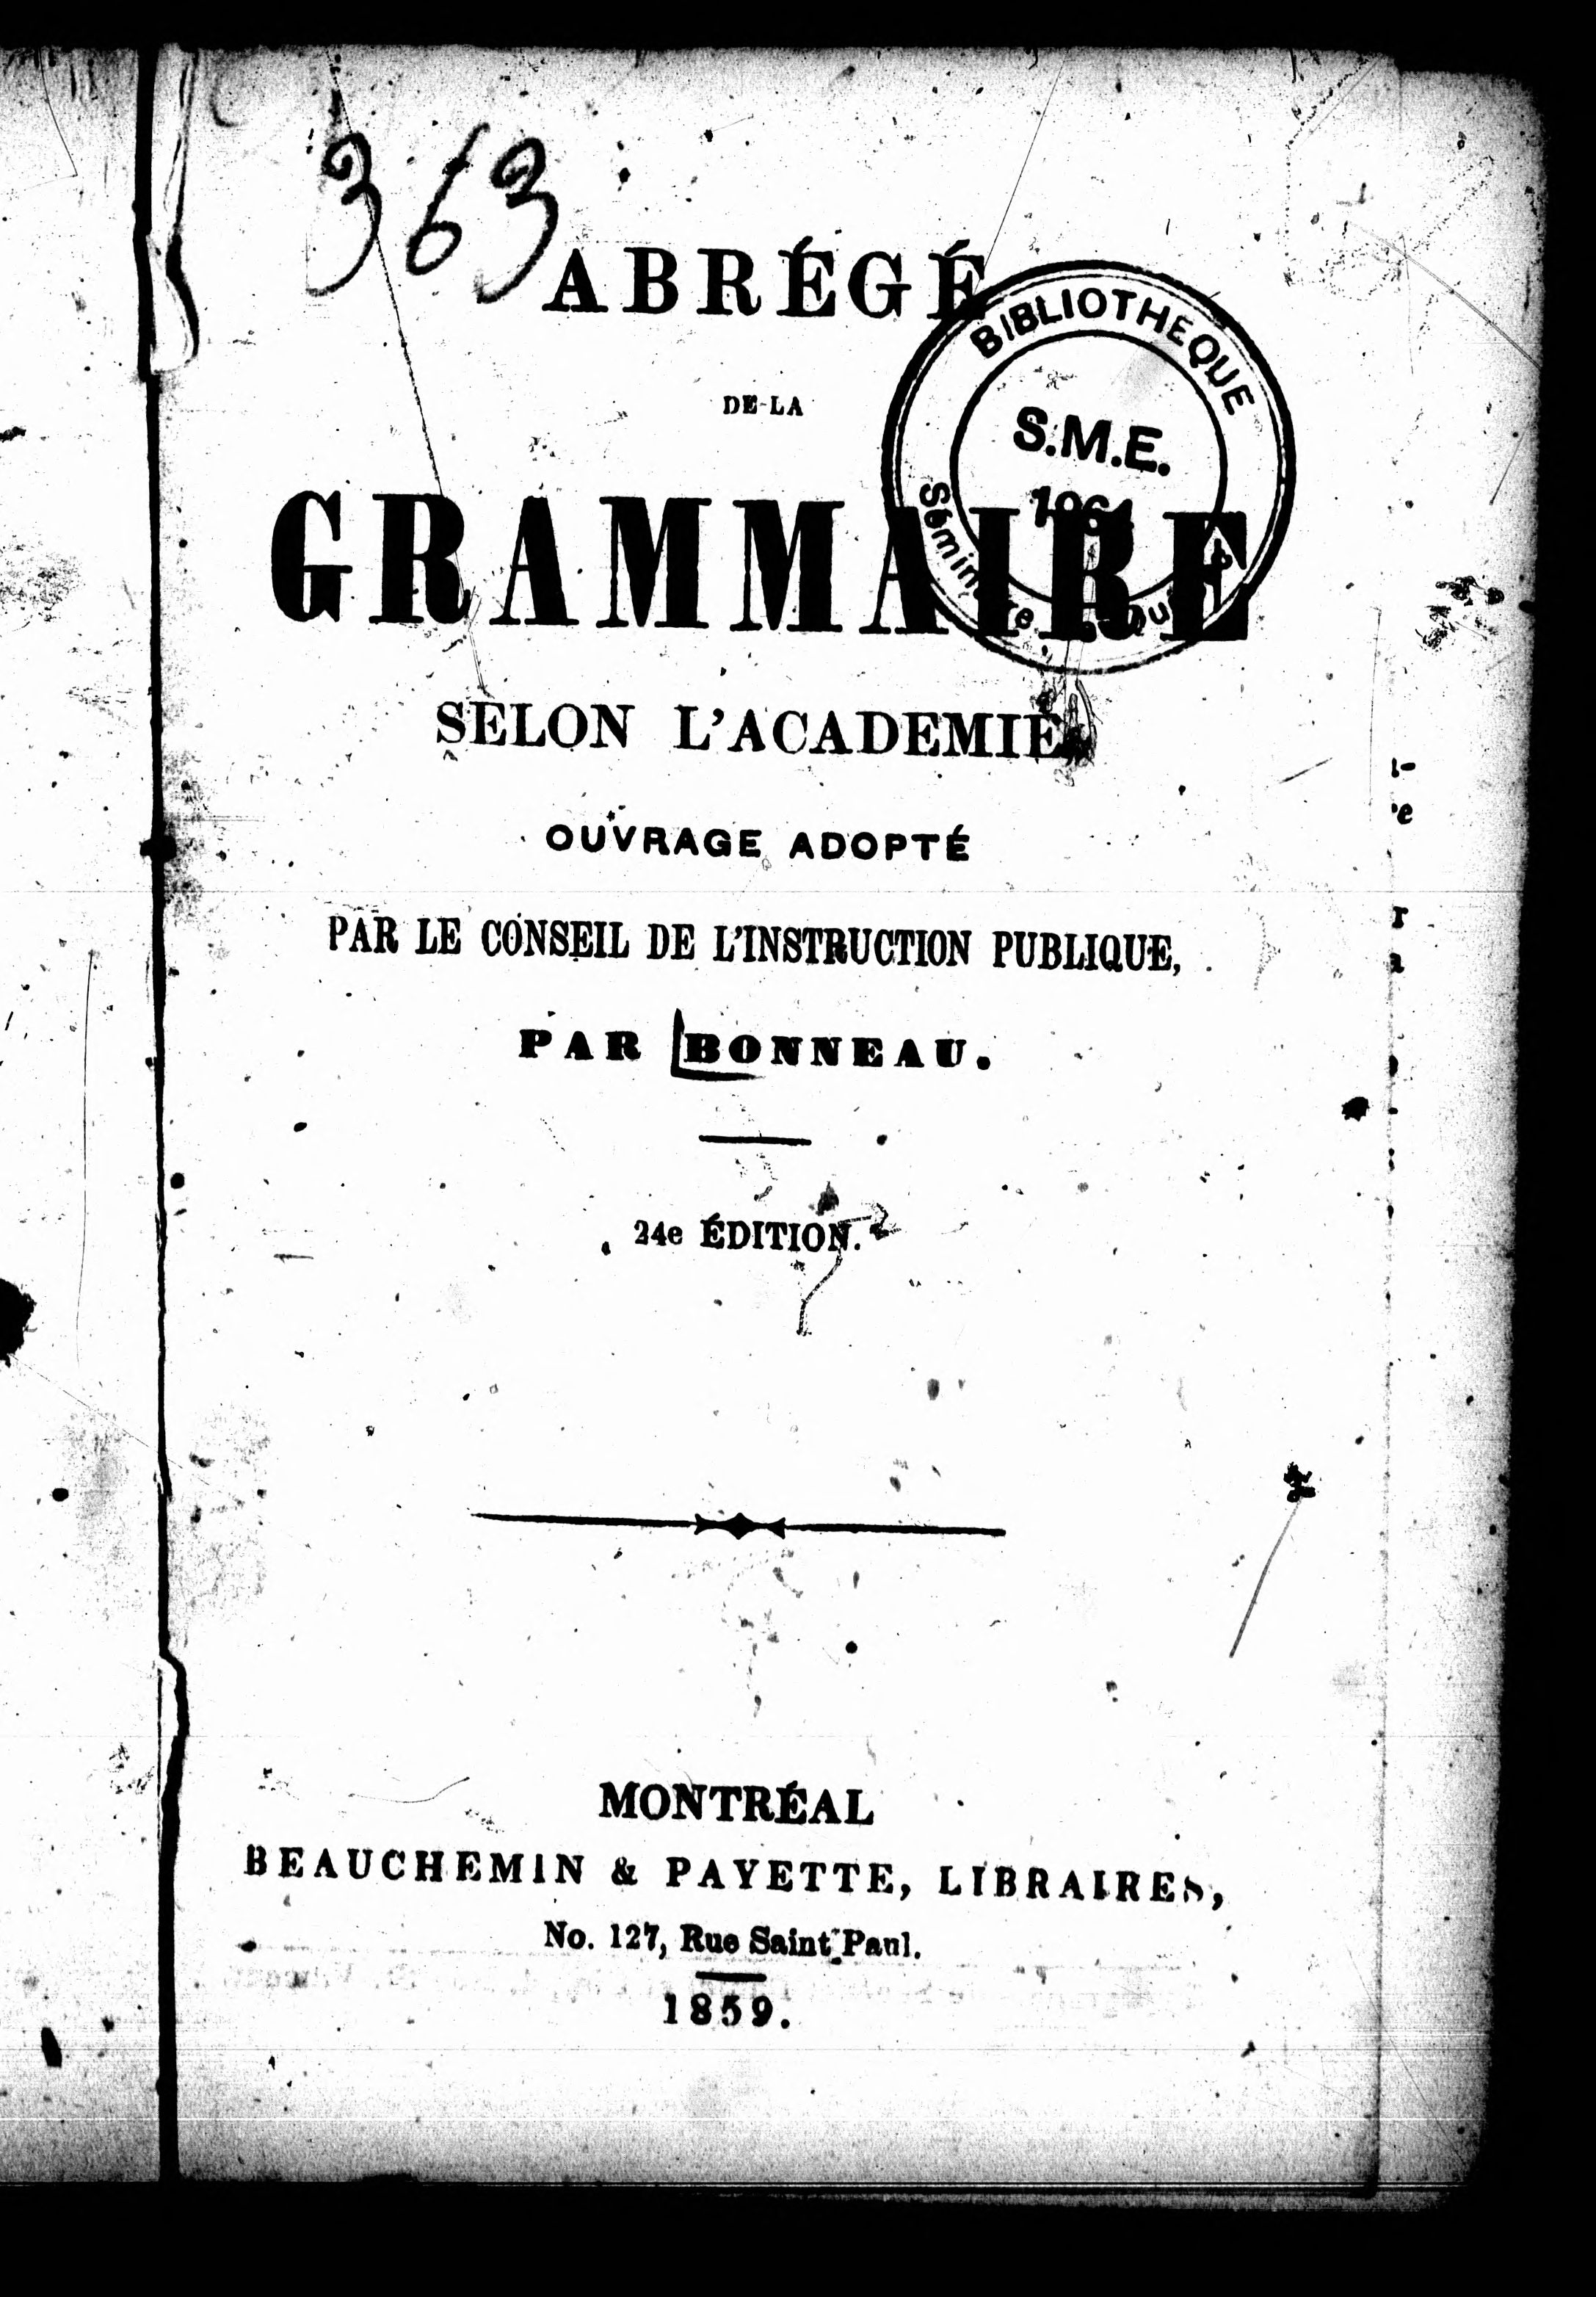 363
ABRÉGÉ
BIBLIOTHEQUE
S.M.E.
DE LA
GRAMMAIRE
SELON L'ACADEMIE
OUVRAGE ADOPTÉ
PAR LE CONSEIL DE L'INSTRUCTION PUBLIQUE,
PAR BONNEAU.
24e ÉDITION.
MONTRÉAL
BEAUCHEMIN & PAYETTE, LIBRAIRES,
No. 127, Rue Saint Paul.
1859.